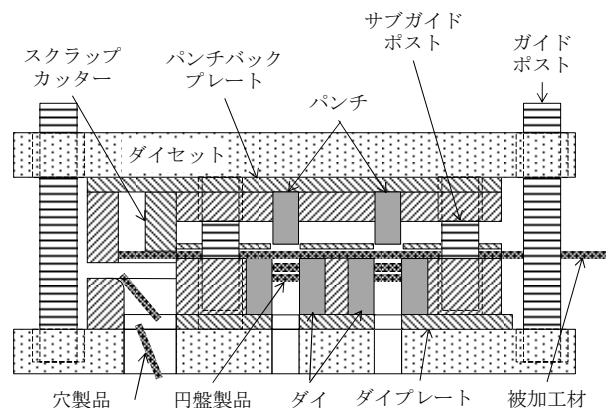 スクラップ
カッター
パンチバック
プレート
パンチ
サブガイド
ポスト
ガイド
ポスト
ダイセット
穴製品
円盤製品
ダイ
ダイプレート
被加工材